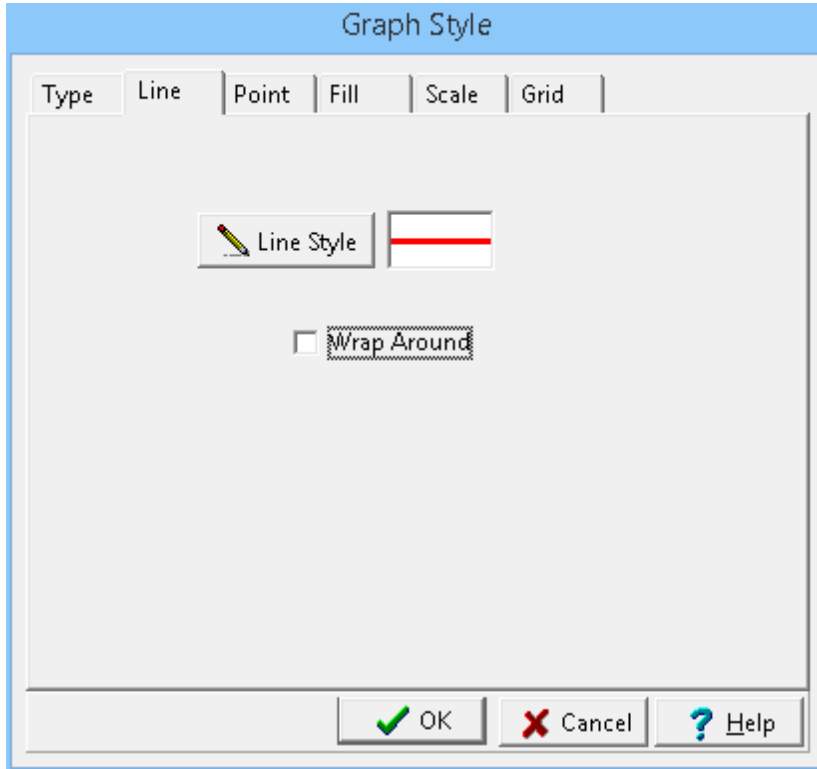 Graph Style
Type Line Point Fill Scale Grid
Line Style
Wrap Around
OK Cancel Help